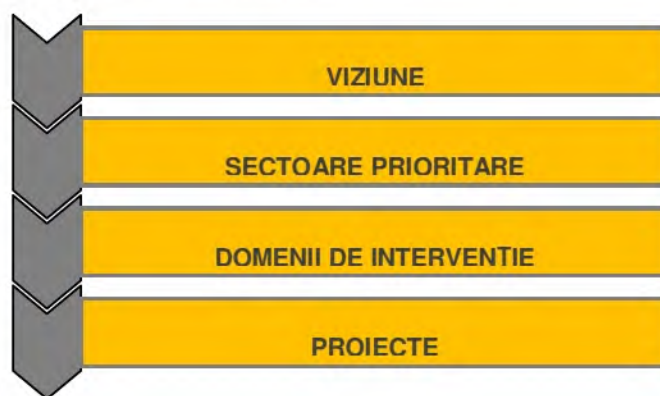 VIZIUNE
SECTOARE PRIORITARE
DOMENII DE INTERVENȚIE
PROIECTE